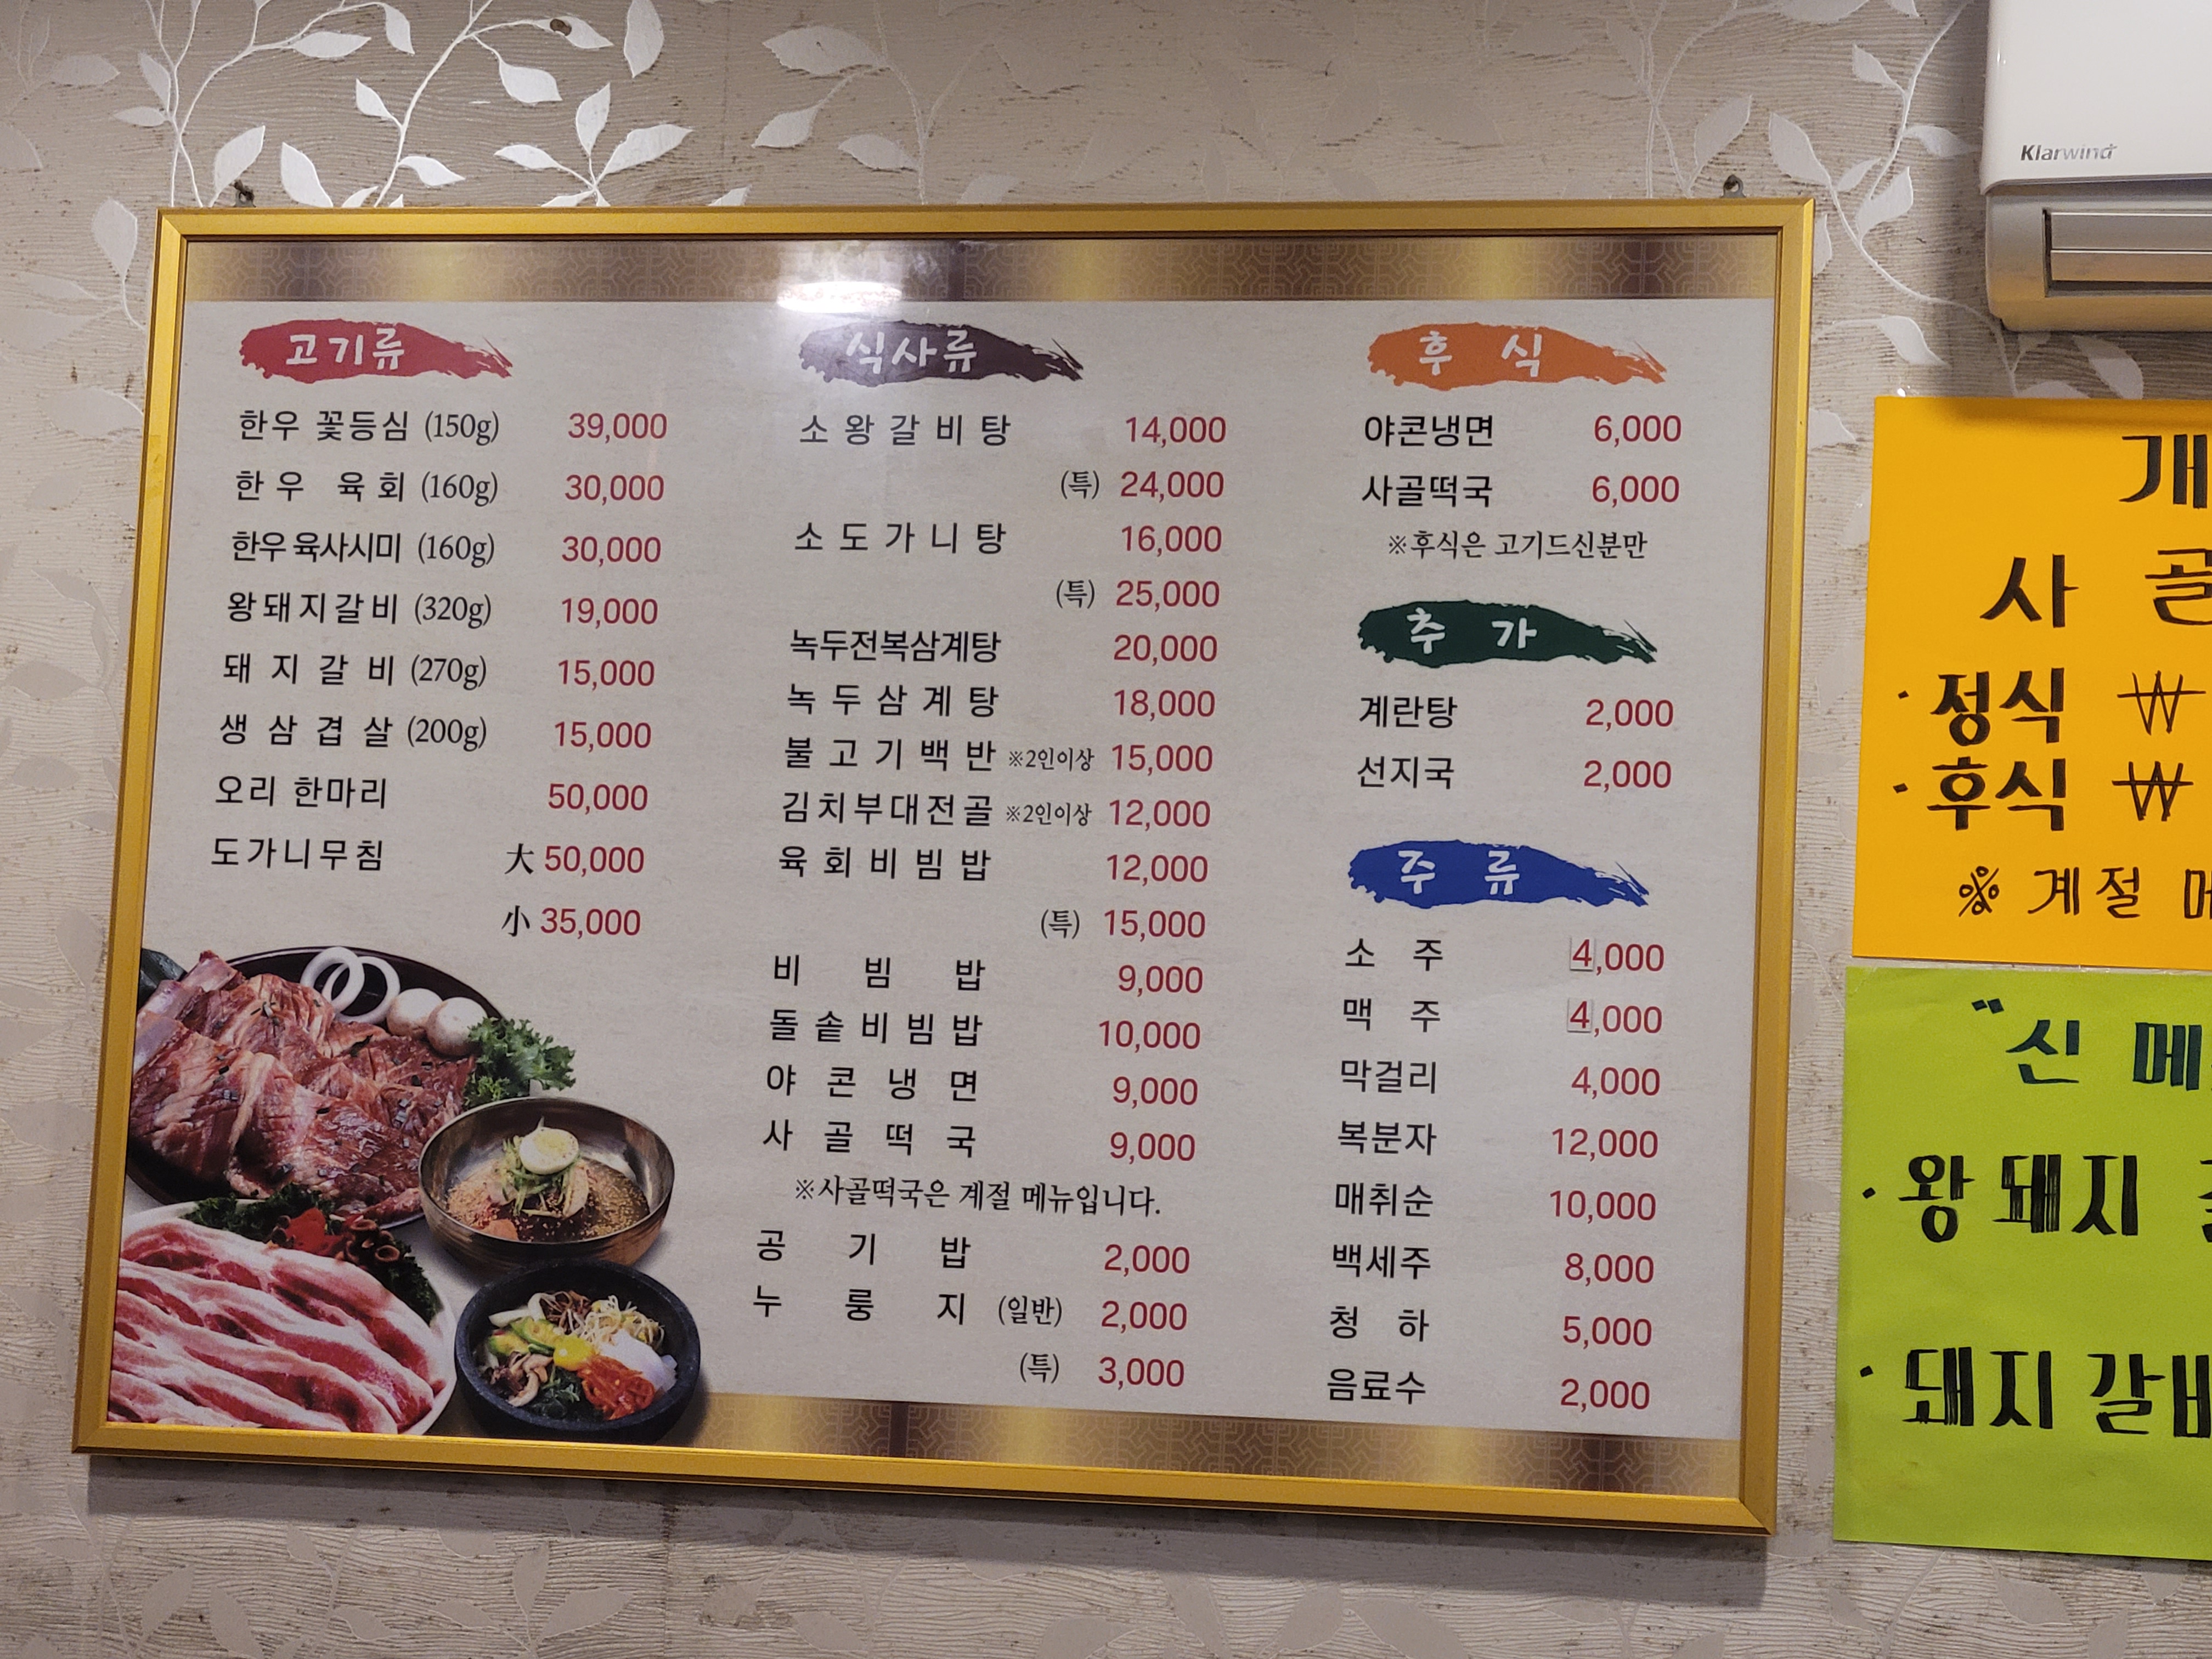 고기류
한우 꽃등심 (150g) 39,000
한우 육회 (160g) 30,000
한우 육사시미 (160g) 30,000
왕돼지갈비 (320g) 19,000
돼지갈비 (270g) 15,000
생삼겹살 (200g) 15,000
오리 한마리 50,000
도가니무침 大 50,000
小 35,000
식사류
소왕갈비탕 14,000
(특) 24,000
소도가니탕 16,000
(특) 25,000
녹두전복삼계탕 20,000
녹두삼계탕 18,000
불고기백반 ※2인이상 15,000
김치부대전골 ※2인이상 12,000
육회비빔밥 12,000
(특) 15,000
비빔밥 9,000
돌솥비빔밥 10,000
야콘냉면 9,000
사골떡국 9,000
※사골떡국은 계절 메뉴입니다.
공기밥 2,000
누룽지 (일반) 2,000
(특) 3,000
후식
야콘냉면 6,000
사골떡국 6,000
※후식은 고기드신분만
추가
계란탕 2,000
선지국 2,000
주류
소주 4,000
맥주 4,000
막걸리 4,000
복분자 12,000
매취순 10,000
백세주 8,000
청하 5,000
음료수 2,000
Klarwind
개
사골
·정식 ₩
·후식 ₩
※계절 메
"신 메
·왕돼지
·돼지갈비